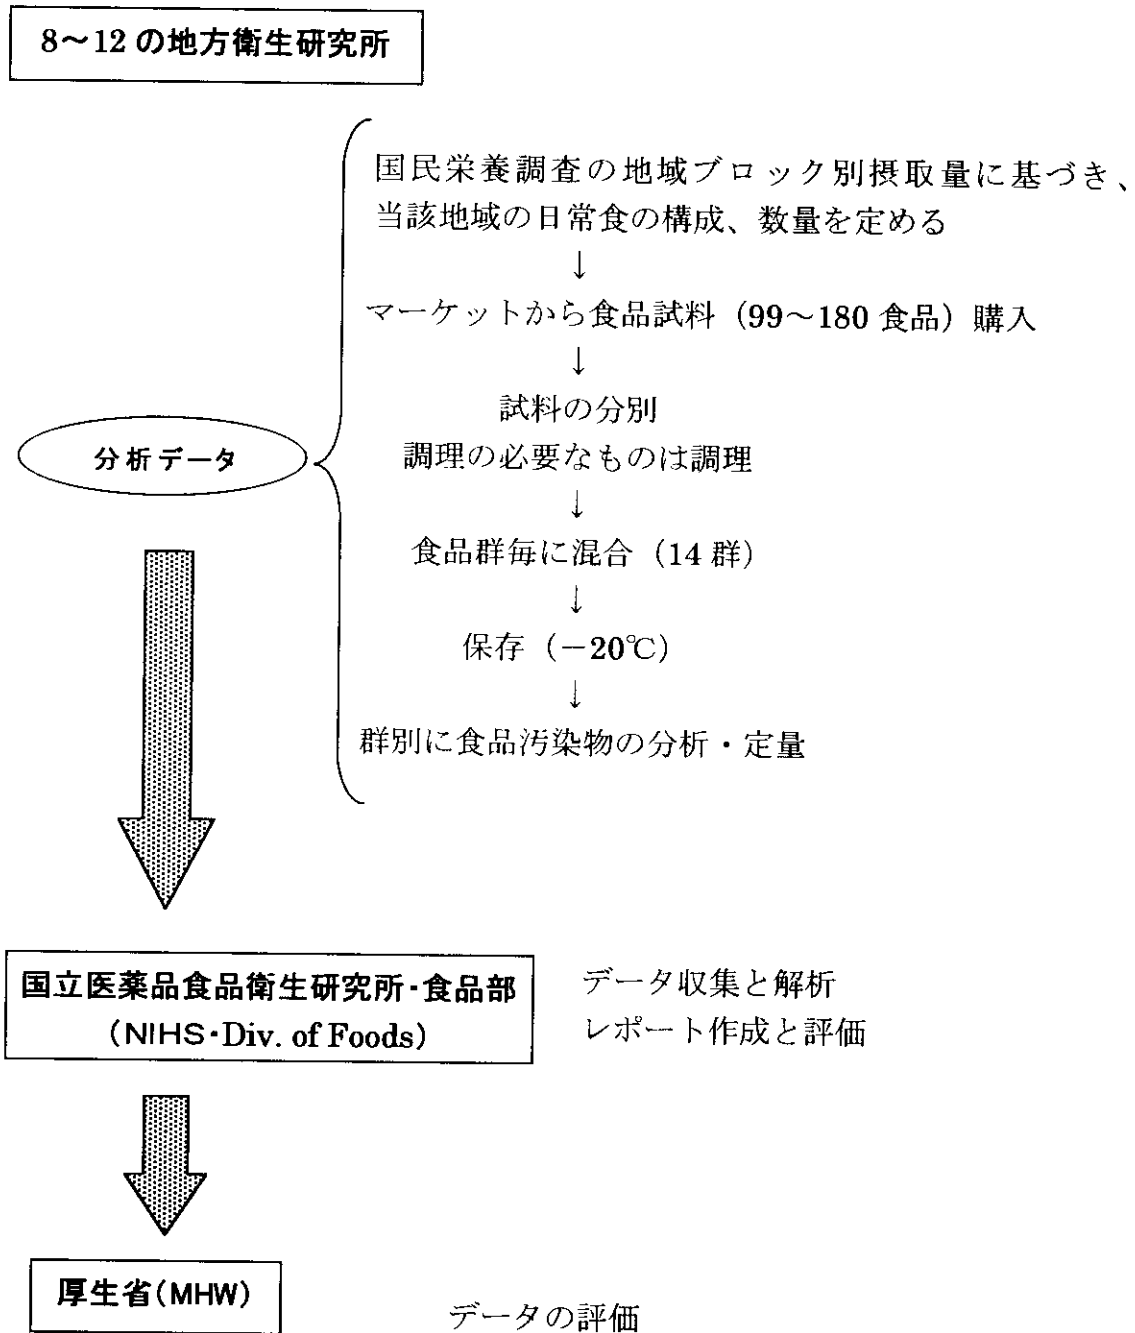 8～12の地方衛生研究所
国民栄養調査の地域ブロック別摂取量に基づき、
当該地域の日常食の構成、数量を定める
↓
マーケットから食品試料（99～180 食品）購入
↓
試料の分別
調理の必要なものは調理
↓
食品群毎に混合（14 群）
↓
保存（－20℃）
↓
群別に食品汚染物の分析・定量
分析データ
国立医薬品食品衛生研究所・食品部
(NIHS・Div. of Foods)
データ収集と解析
レポート作成と評価
厚生省(MHW)
データの評価